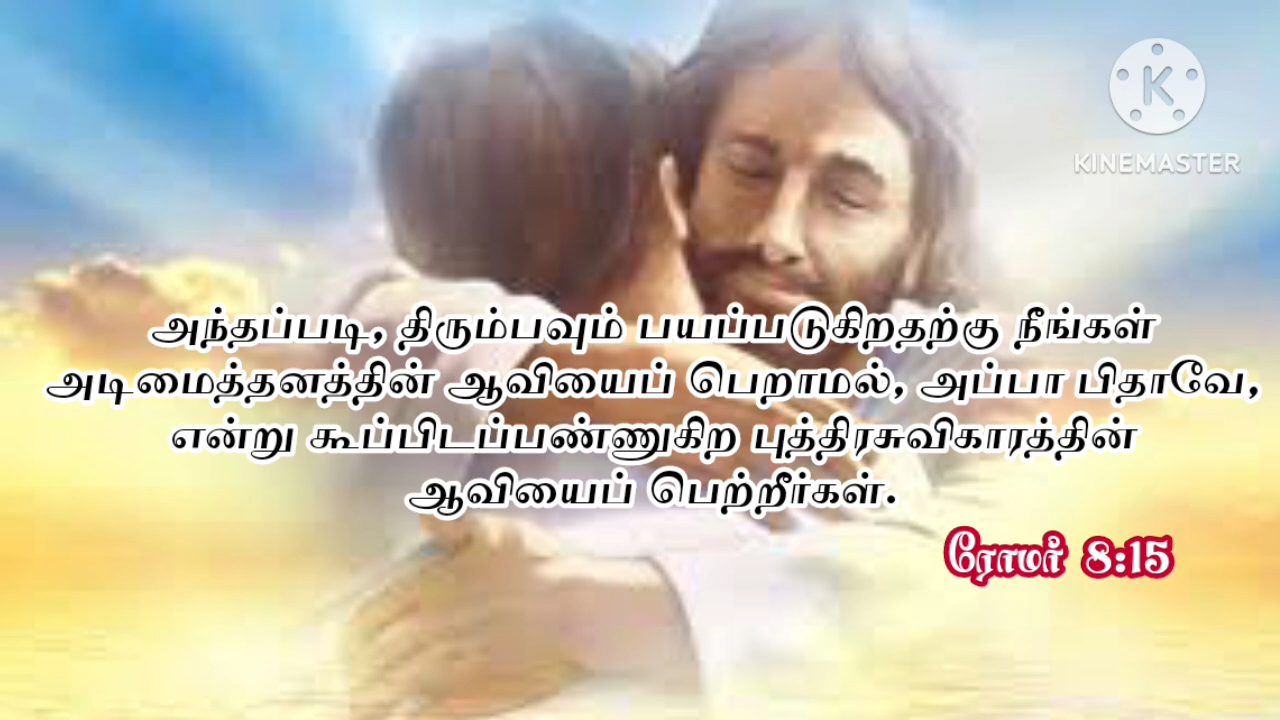 KINEMASTER
அந்தப்படி, திரும்பவும் பயப்படுகிறதற்கு நீங்கள்
அடிமைத்தனத்தின் ஆவியைப் பெறாமல், அப்பா பிதாவே,
என்று கூப்பிடப்பண்ணுகிற புத்திரசுவிகாரத்தின்
ஆவியைப் பெற்றீர்கள்.
ரோமர் 8:15